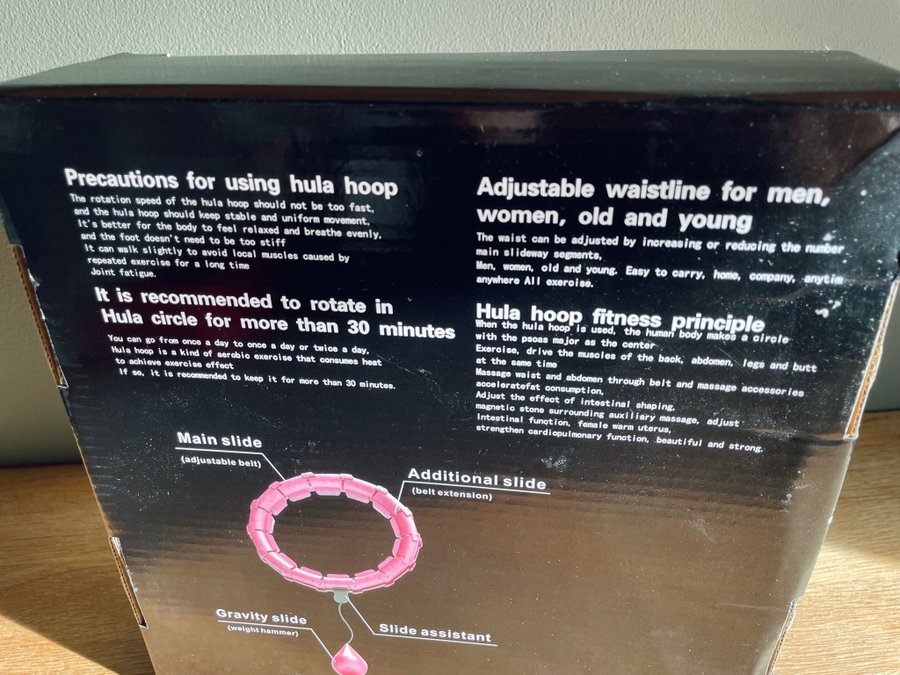 Precautions for using hula hoop
The rotation speed of the hula hoop should not be too fast,
and the hula hoop should keep stable and uniform movement,
It's better for the body to feel relaxed and breathe evenly,
and the foot doesn't need to be too stiff
It can walk slightly to avoid local muscles caused by
repeated exercise for a long time
Joint fatigue.
It is recommended to rotate in
Hula circle for more than 30 minutes
You can go from once a day to once a day or twice a day,
Hula hoop is a kind of aerobic exercise that consumes heat
to achieve exercise effect
If so, it is recommended to keep it for more than 30 minutes.
Adjustable waistline for men,
women, old and young
The waist can be adjusted by increasing or reducing the number
main slideway segments,
Men, women, old and young. Easy to carry, home, company, anytim
anywhere All exercise.
Hula hoop fitness principle
When the hula hoop is used, the human body makes a circle
with the psoas major as the center
Exercise, drive the muscles of the back, abdomen, legs and butt
at the same time
Massage waist and abdomen through belt and massage accessories
acceleratefat consumption,
Adjust the effect of intestinal shaping,
magnetic stone surrounding auxiliary massage, adjust
Intestinal function, female warm uterus,
strengthen cardiopulmonary function, beautiful and strong.
Main slide
(adjustable belt)
Additional slide
(belt extension)
Gravity slide
(weight hammer)
Slide assistant